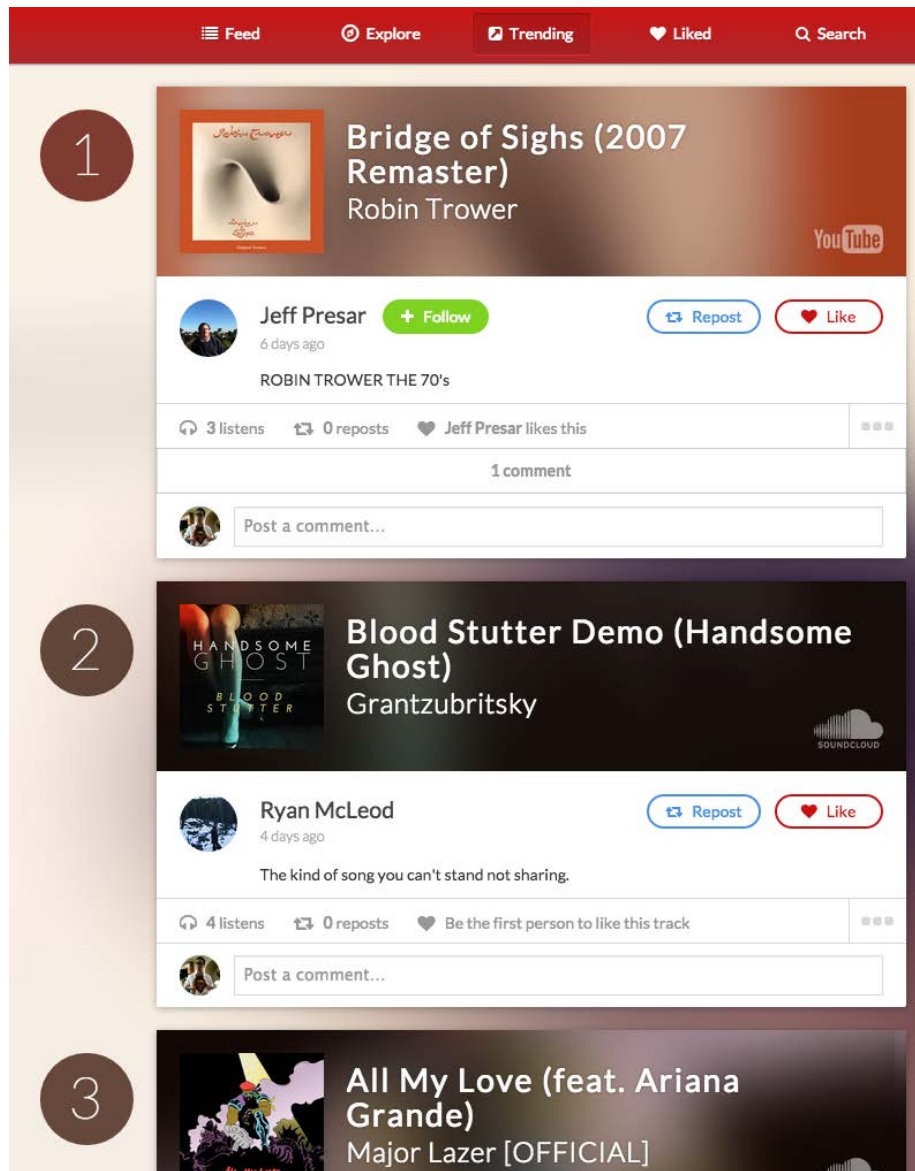 Feed Explore Trending Liked Search
1
Bridge of Sighs (2007
Remaster)
Robin Trower
YouTube
Jeff Presar + Follow Repost Like
6 days ago
ROBIN TROWER THE 70's
3 listens 0 reposts Jeff Presar likes this
1 comment
Post a comment...
2
HANDSOME
GHOST
BLOOD
STUTTER
Blood Stutter Demo (Handsome
Ghost)
Grantzubritsky
SOUNDCLOUD
Ryan McLeod Repost Like
4 days ago
The kind of song you can't stand not sharing.
4 listens 0 reposts Be the first person to like this track
Post a comment...
3
All My Love (feat. Ariana
Grande)
Major Lazer [OFFICIAL]